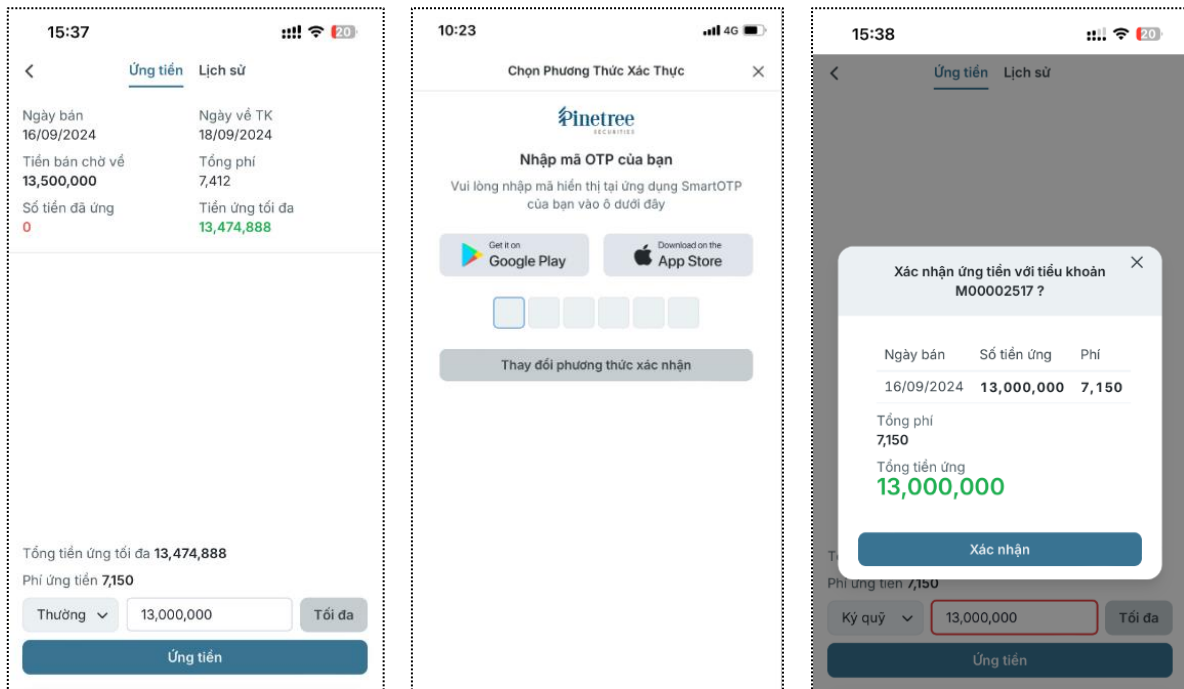 15:37
20
Ứng tiền Lịch sử
Ngày bán Ngày về TK
16/09/2024 18/09/2024
Tiền bán chờ về Tổng phí
13,500,000 7,412
Số tiền đã ứng Tiền ứng tối đa
0 13,474,888
Tổng tiền ứng tối đa 13,474,888
Phí ứng tiền 7,150
Thường 13,000,000 Tối đa
Ứng tiền
10:23
4G
Chọn Phương Thức Xác Thực
Pinetree
SECURITIES
Nhập mã OTP của bạn
Vui lòng nhập mã hiển thị tại ứng dụng SmartOTP
của bạn vào ô dưới đây
Get it on
Google Play
Download on the
App Store
Thay đổi phương thức xác nhận
15:38
20
Ứng tiền Lịch sử
Xác nhận ứng tiền với tiểu khoản
M00002517 ?
Ngày bán Số tiền ứng Phí
16/09/2024 13,000,000 7,150
Tổng phí
7,150
Tổng tiền ứng
13,000,000
Xác nhận
Phí ứng tiền 7,150
Ký quỹ 13,000,000 Tối đa
Ứng tiền